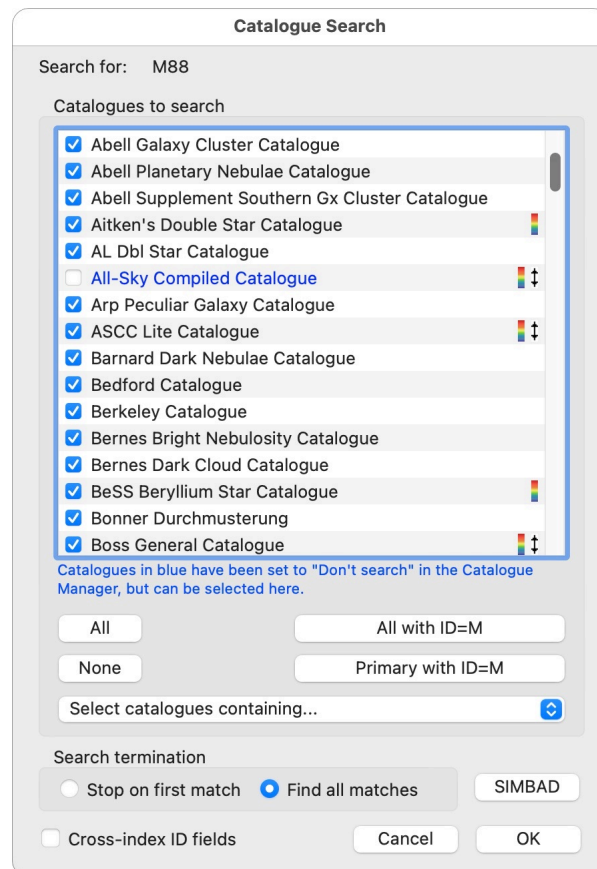 Catalogue Search
Search for: M88
Catalogues to search
Abell Galaxy Cluster Catalogue
Abell Planetary Nebulae Catalogue
Abell Supplement Southern Gx Cluster Catalogue
Aitken's Double Star Catalogue
AL Dbl Star Catalogue
All-Sky Compiled Catalogue
Arp Peculiar Galaxy Catalogue
ASCC Lite Catalogue
Barnard Dark Nebulae Catalogue
Bedford Catalogue
Berkeley Catalogue
Bernes Bright Nebulosity Catalogue
Bernes Dark Cloud Catalogue
BeSS Beryllium Star Catalogue
Bonner Durchmusterung
Boss General Catalogue
Catalogues in blue have been set to "Don't search" in the Catalogue
Manager, but can be selected here.
All All with ID=M
None Primary with ID=M
Select catalogues containing...
Search termination
Stop on first match Find all matches SIMBAD
Cross-index ID fields Cancel OK